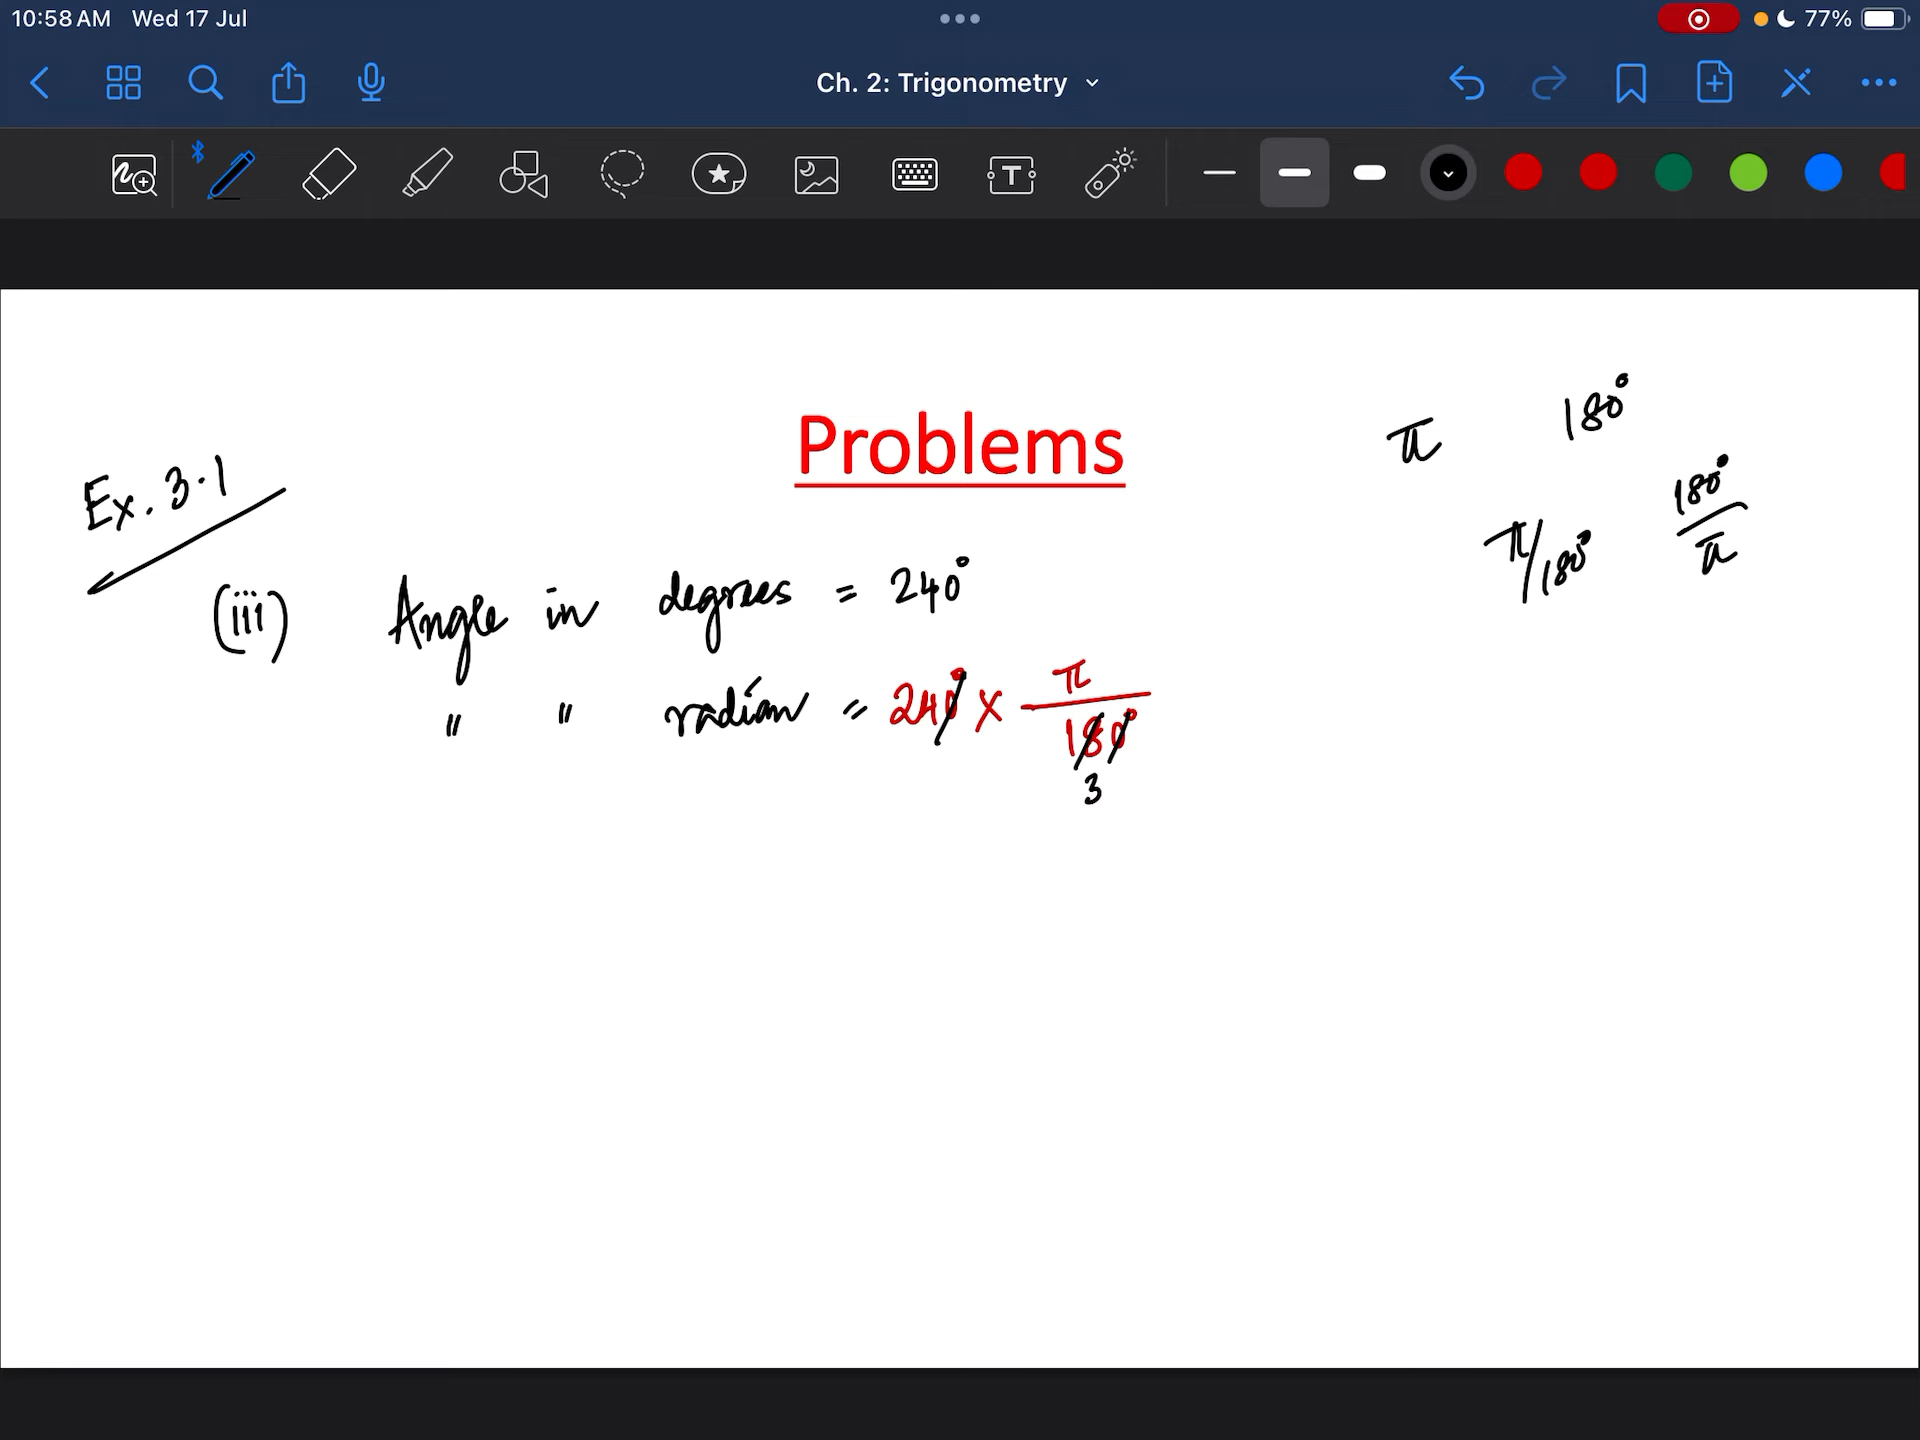 10:58 AM Wed 17 Jul
77%
Ch. 2: Trigonometry
T
Problems
π 180°
Ex. 3.1
π/180° 180°/π
(iii) Angle in degrees = 240°
" " radian = 240° × π/180°
3